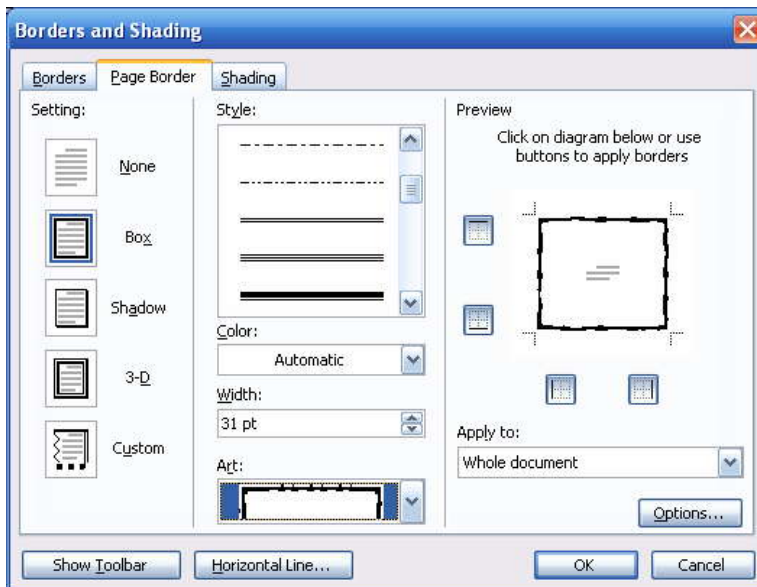 Borders and Shading
Borders
Page Border
Shading
Setting:
None
Box
Shadow
3-D
Custom
Style:
Color:
Automatic
Width:
31 pt
Art:
Preview
Click on diagram below or use
buttons to apply borders
Apply to:
Whole document
Options...
Show Toolbar
Horizontal Line...
OK
Cancel